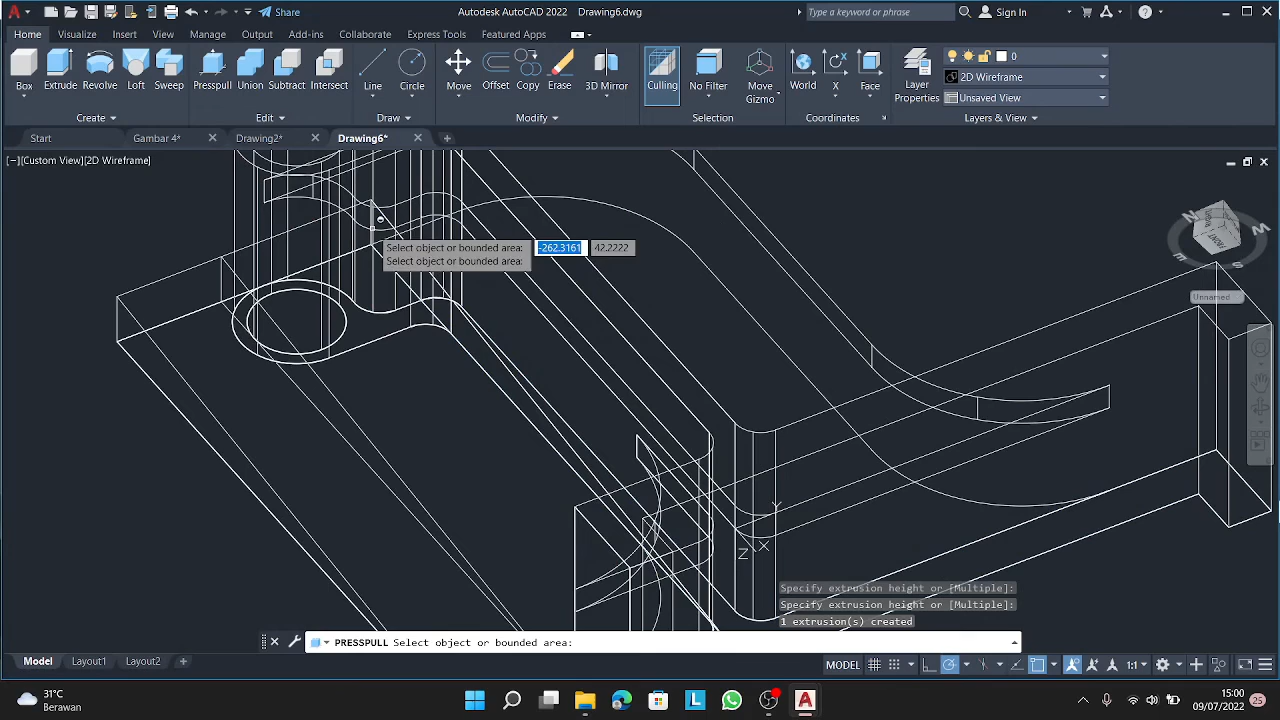 Share
Autodesk AutoCAD 2022 Drawing6.dwg
Type a keyword or phrase
Sign In
Home Visualize Insert View Manage Output Add-ins Collaborate Express Tools Featured Apps
Box Extrude Revolve Loft Sweep Presspull Union Subtract Intersect Line Circle Move Offset Copy Erase 3D Mirror Culling No Filter Move Gizmo World X Face Layer Properties
0
2D Wireframe
Unsaved View
Create Edit Draw Modify Selection Coordinates Layers & View
Start Gambar 4* Drawing2* Drawing6*
[−][Custom View][2D Wireframe]
Select object or bounded area: -262.3161 42.2222
Select object or bounded area:
Unnamed
Y
Z X
Specify extrusion height or [Multiple]:
Specify extrusion height or [Multiple]:
1 extrusion(s) created
PRESSPULL Select object or bounded area:
Model Layout1 Layout2
MODEL 1:1
31°C
Berawan
15:00
09/07/2025
25